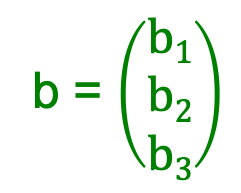 b₁
b = b₂
b₃